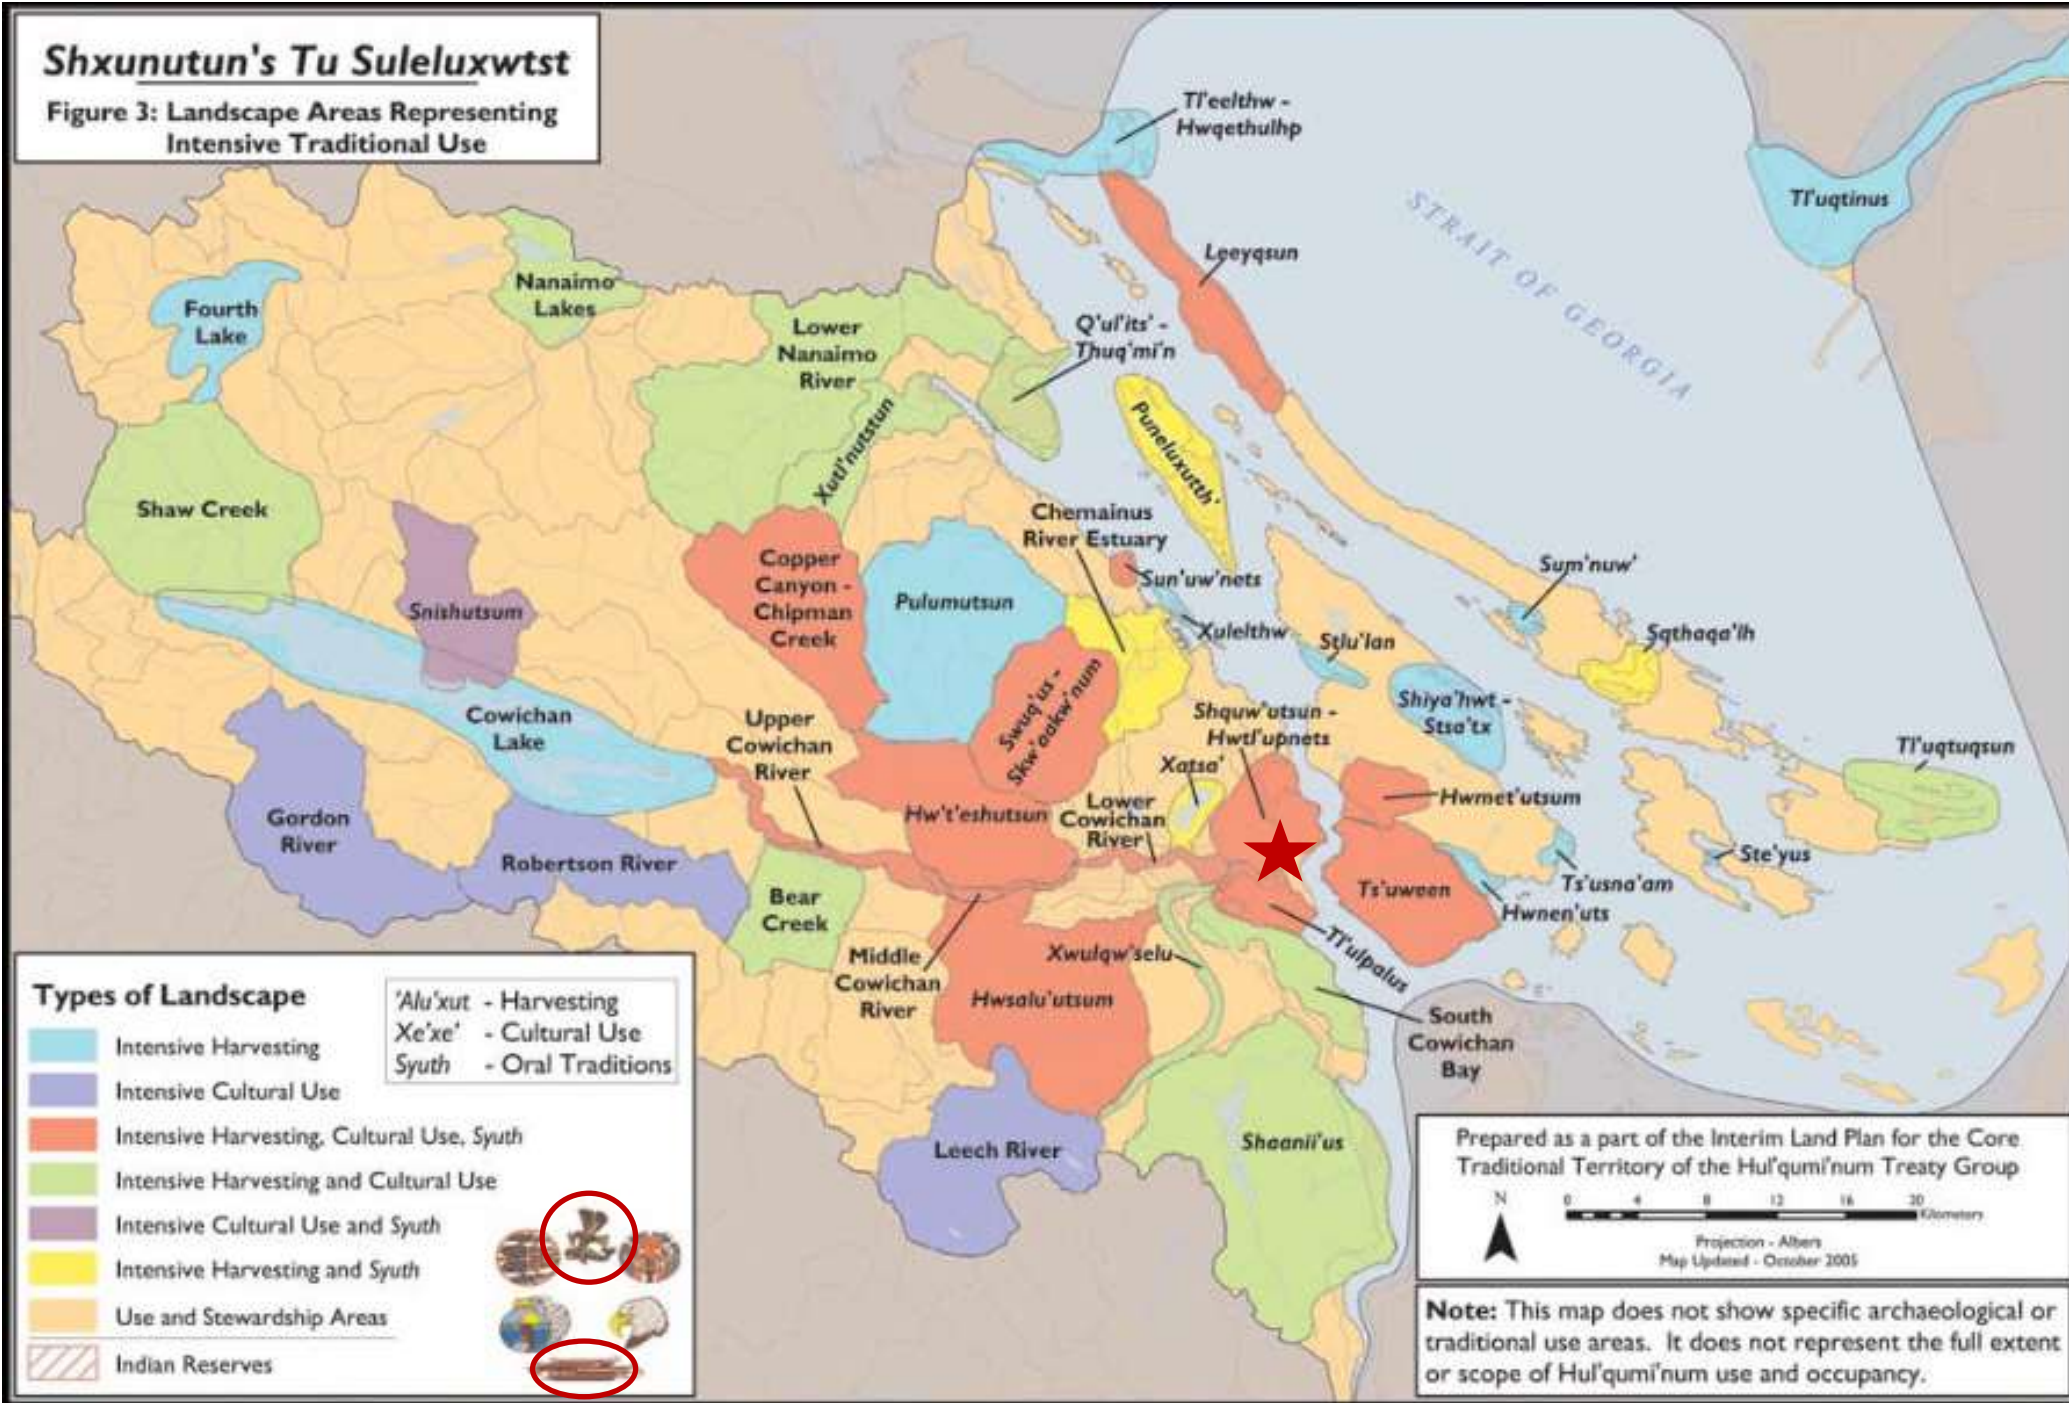 Shxunutun's Tu Suleluxwtst
Figure 3: Landscape Areas Representing
Intensive Traditional Use
Tl'eelthw -
Hwqethulhp
Tl'uqtinus
STRAIT OF GEORGIA
Leeyqsun
Nanaimo
Lakes
Fourth
Lake
Lower
Nanaimo
River
Q'ul'its' -
Thuq'mi'n
Xutl'nutstun
Puneluxutth'
Shaw Creek
Chemainus
River Estuary
Copper
Canyon -
Chipman
Creek
Pulumutsun
Sun'uw'nets
Sum'nuw'
Snishutsum
Xulelthw
Stlu'lan
Sqthaqa'lh
Swuq'us -
Skw'aakw'num
Shiya'hwt -
Stsa'tx
Cowichan
Lake
Upper
Cowichan
River
Shquw'utsun -
Hwtl'upnets
Xatsa'
Tl'uqtuqsun
Hw't'eshutsun
Lower
Cowichan
River
Hwmet'utsum
Gordon
River
Robertson River
Bear
Creek
Ts'uween
Ste'yus
Ts'usna'am
Hwnen'uts
Middle
Cowichan
River
Xwulqw'selu
Tl'ulpalus
Hwsalu'utsum
South
Cowichan
Bay
Leech River
Shaanii'us
Types of Landscape
'Alu'xut - Harvesting
Xe'xe' - Cultural Use
Syuth - Oral Traditions
Intensive Harvesting
Intensive Cultural Use
Intensive Harvesting, Cultural Use, Syuth
Intensive Harvesting and Cultural Use
Intensive Cultural Use and Syuth
Intensive Harvesting and Syuth
Use and Stewardship Areas
Indian Reserves
Prepared as a part of the Interim Land Plan for the Core
Traditional Territory of the Hul'qumi'num Treaty Group
N
0 4 8 12 16 20
Kilometers
Projection - Albers
Map Updated - October 2005
Note: This map does not show specific archaeological or
traditional use areas. It does not represent the full extent
or scope of Hul'qumi'num use and occupancy.